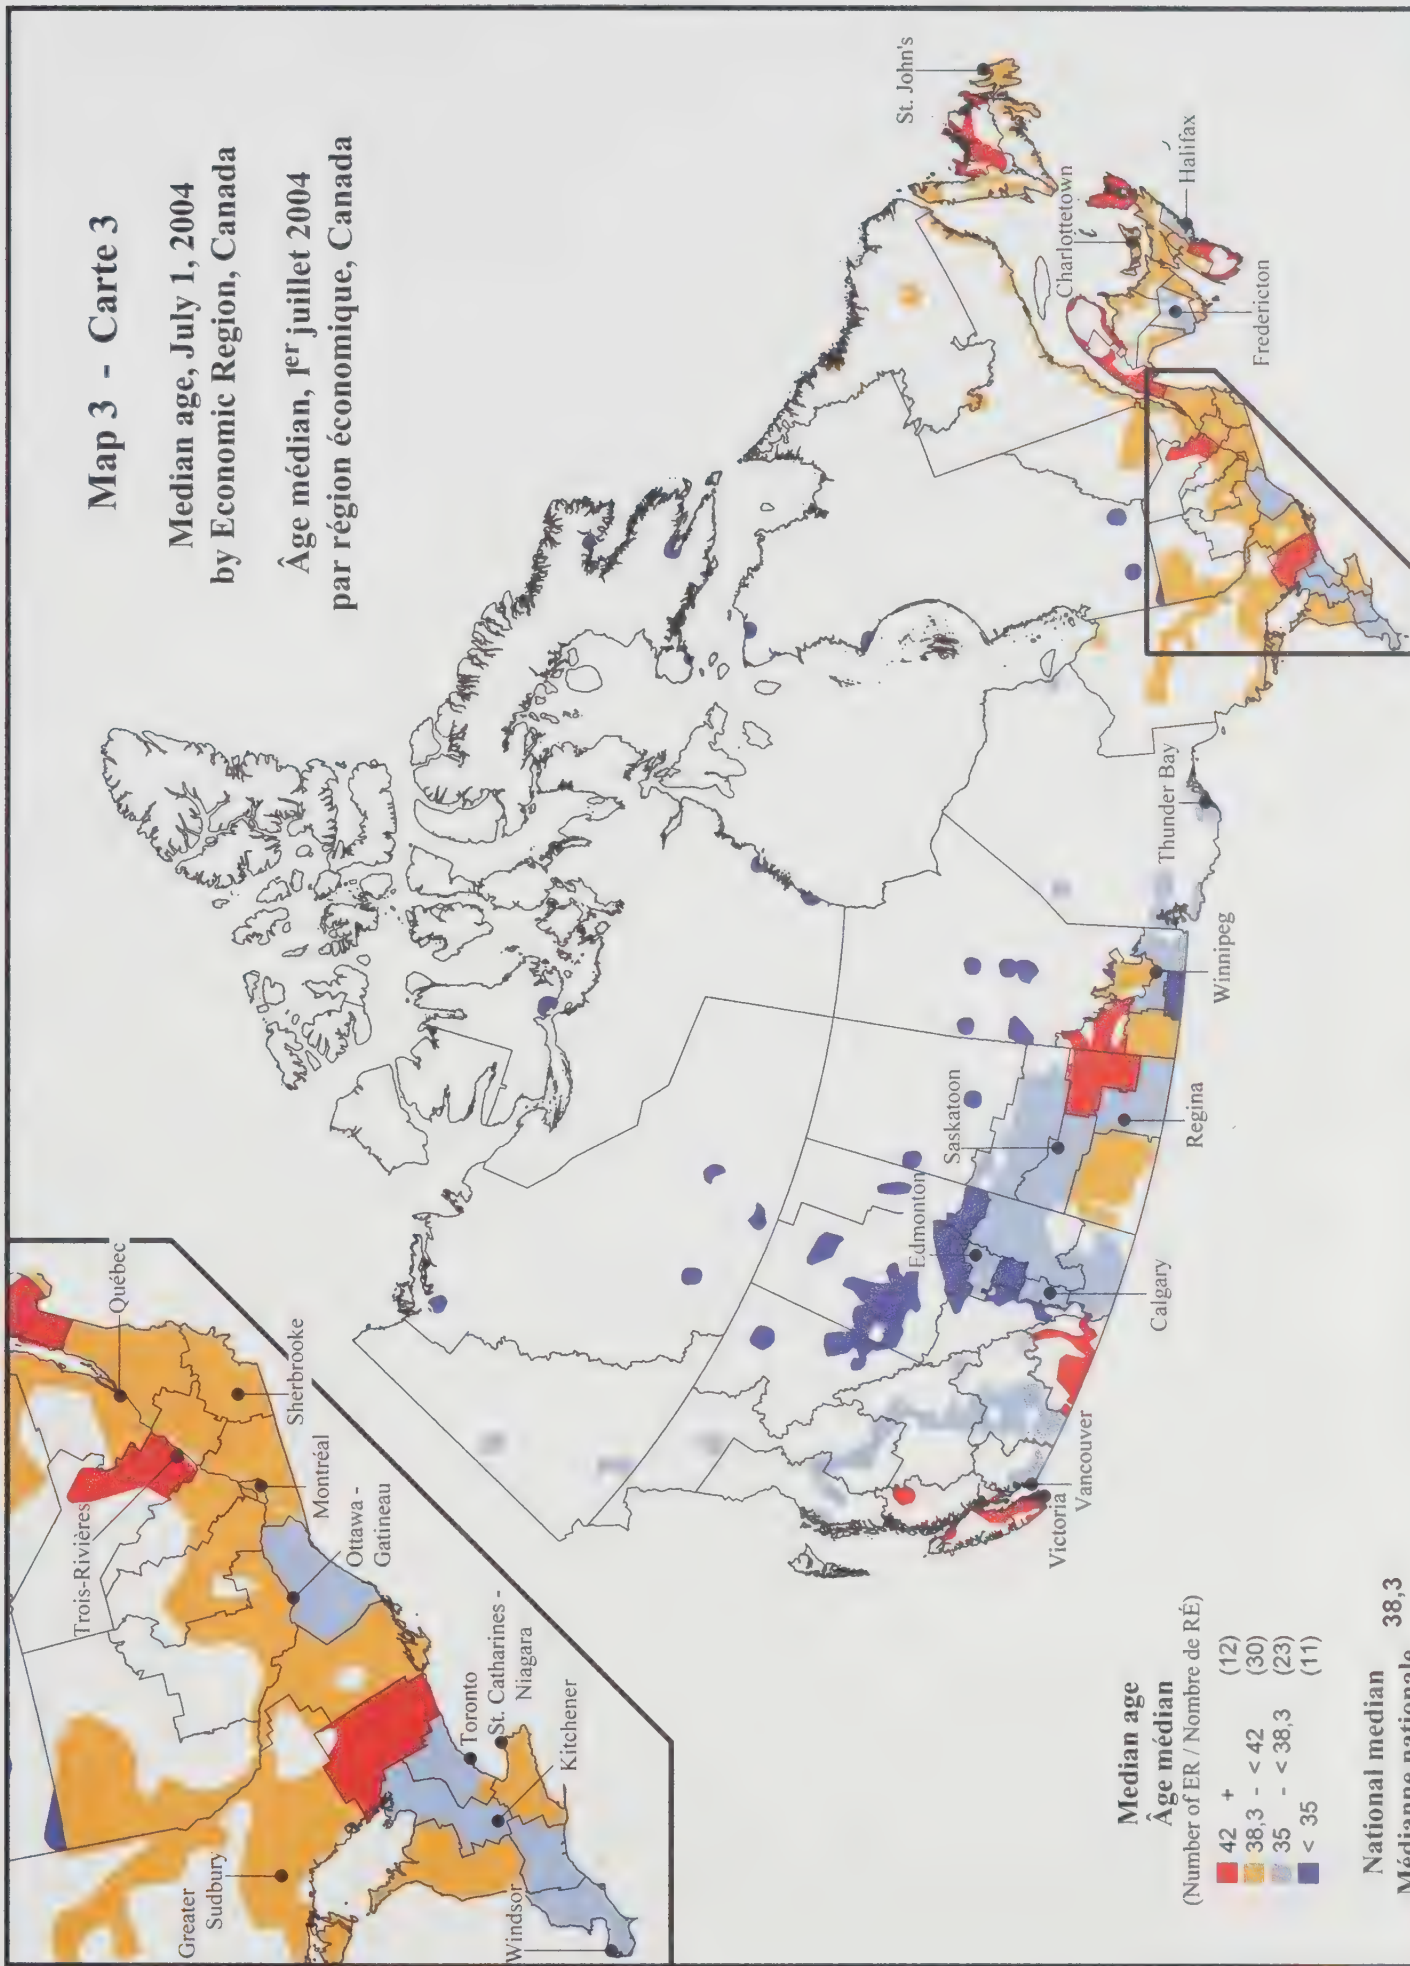 Map 3 - Carte 3
Median age, July 1, 2004
by Economic Region, Canada
Âge médian, 1er juillet 2004
par région économique, Canada
Québec
Trois-Rivières
Sherbrooke
Montréal
Ottawa -
Gatineau
Greater
Sudbury
Toronto
St. Catharines -
Niagara
Kitchener
Windsor
St. John's
Charlottetown
Halifax
Fredericton
Thunder Bay
Winnipeg
Saskatoon
Regina
Edmonton
Calgary
Vancouver
Victoria
Median age
Âge médian
(Number of ER / Nombre de RÉ)
42 + (12)
38,3 - < 42 (30)
35 - < 38,3 (23)
< 35 (11)
National median 38,3
Médianne nationale